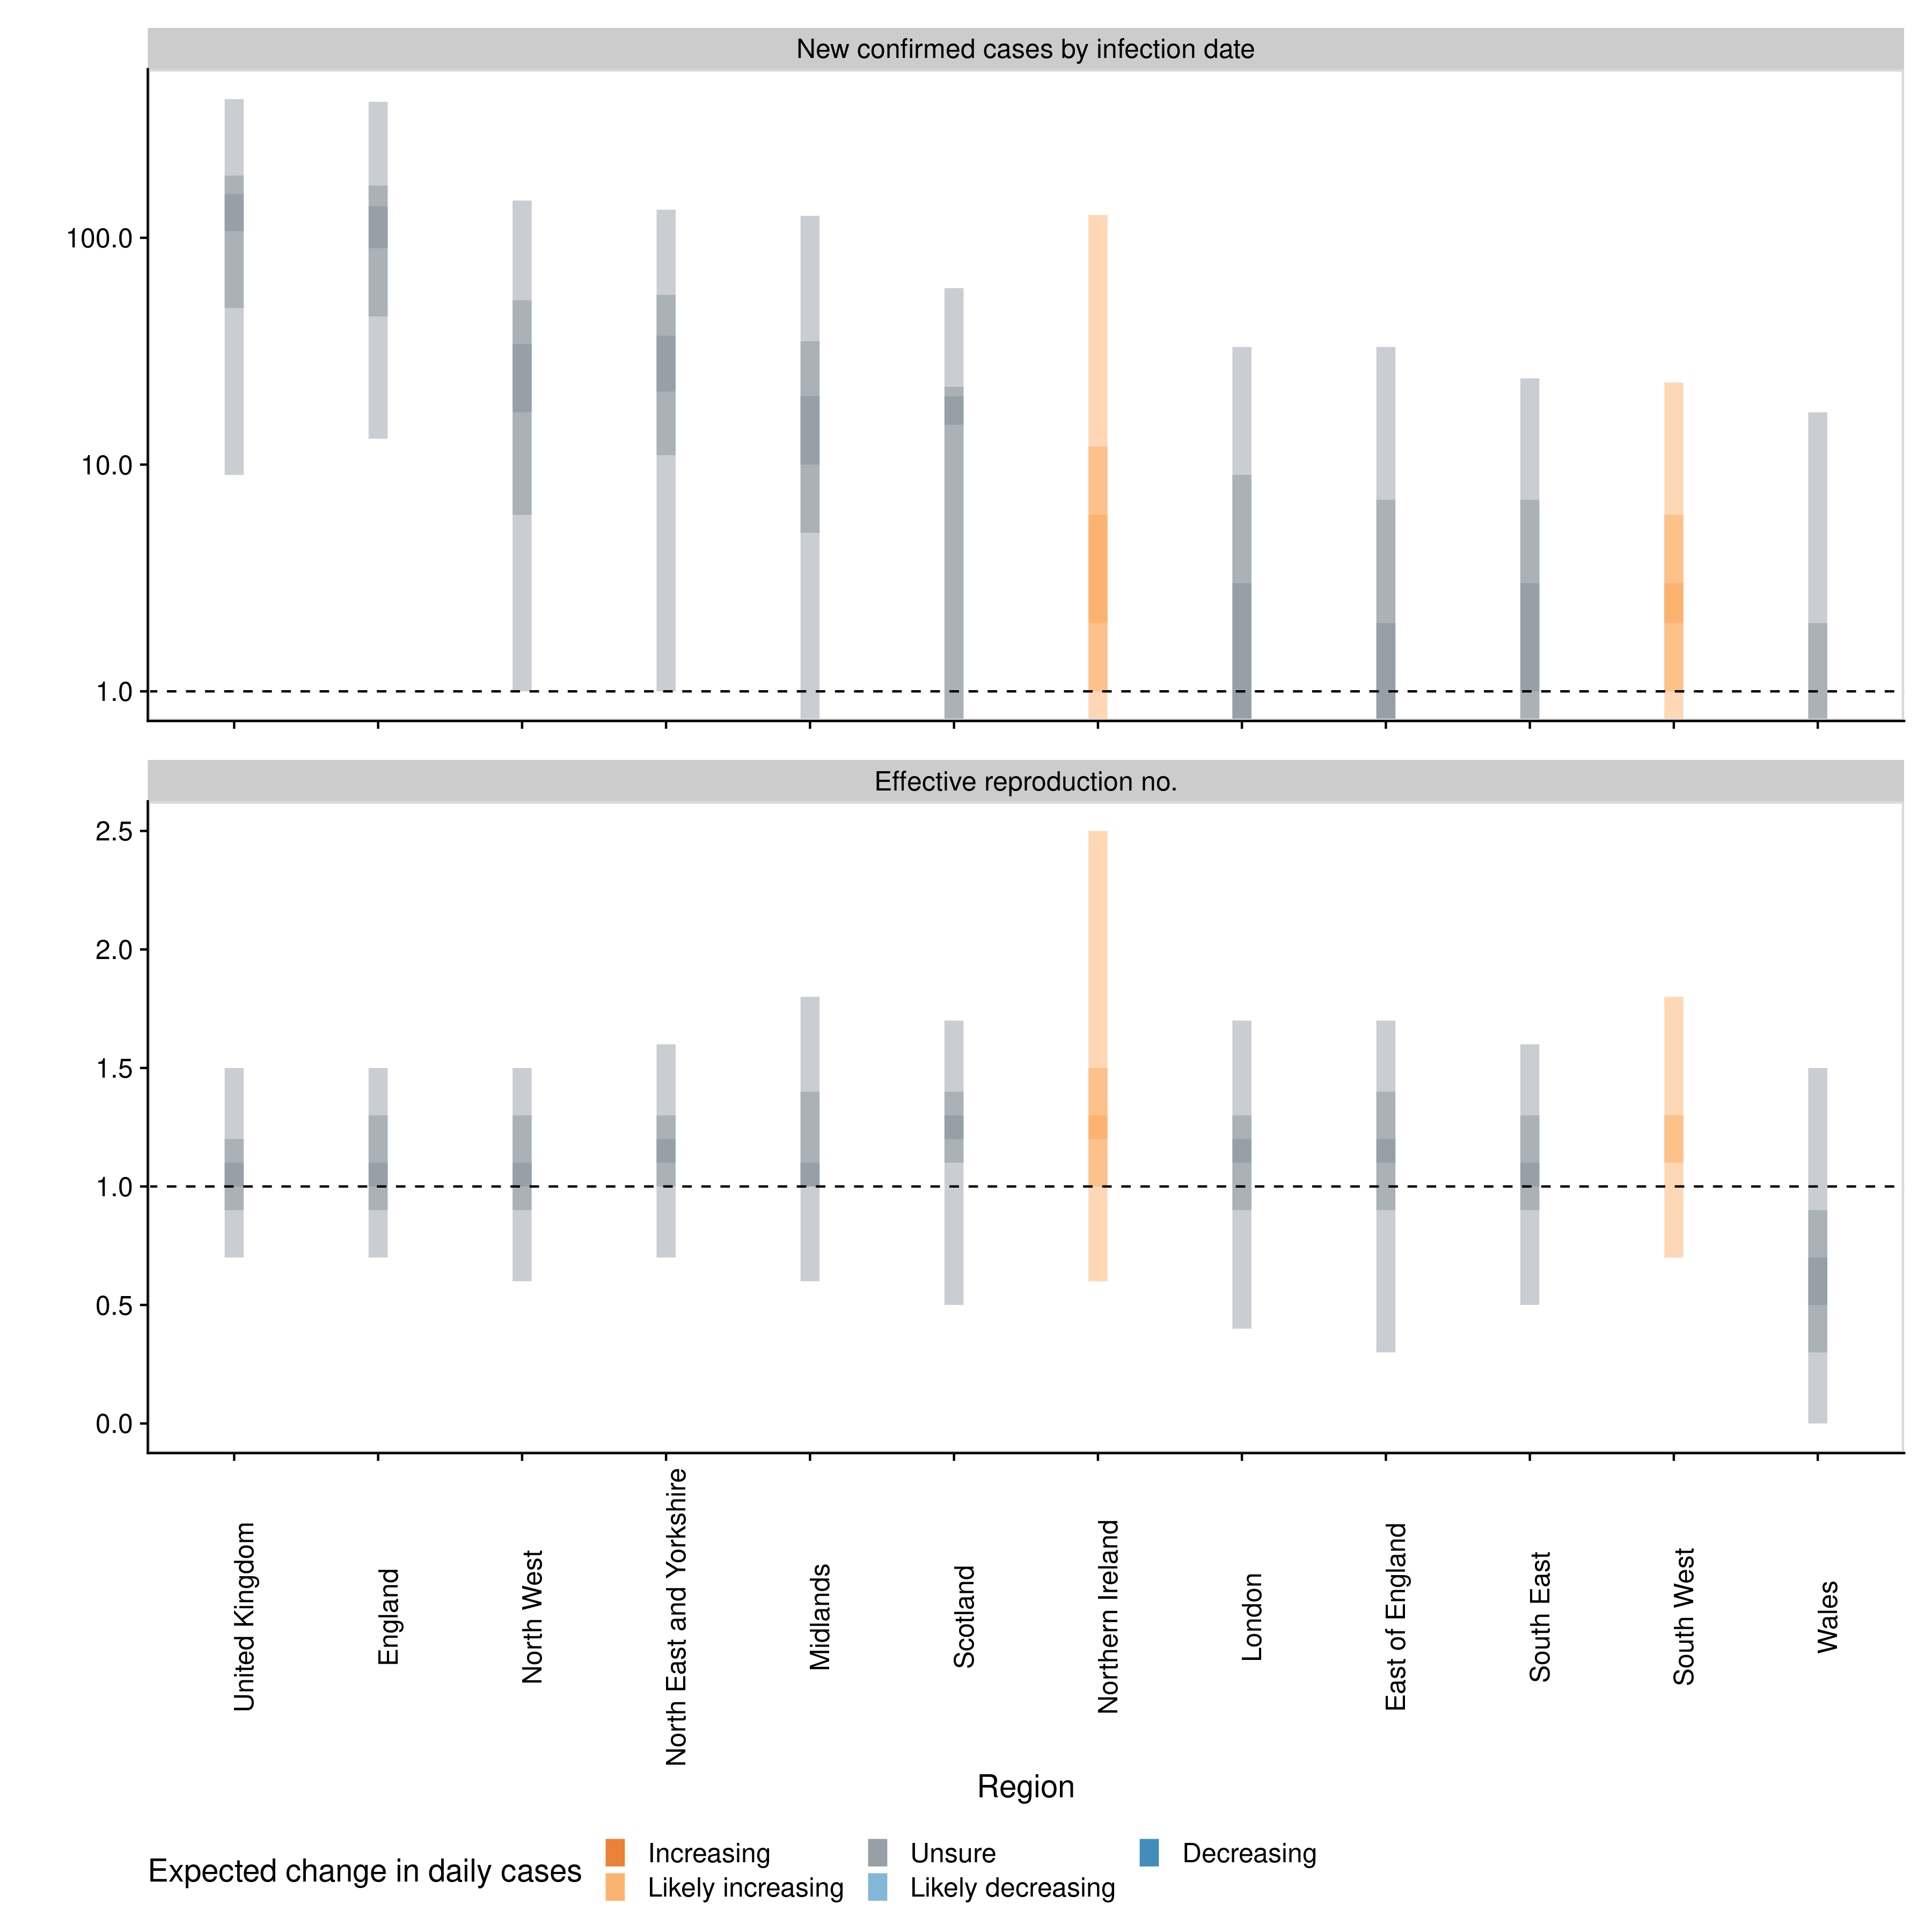 New confirmed cases by infection date
100.0
10.0
1.0
Effective reproduction no.
2.5
2.0
1.5
1.0
0.5
0.0
United Kingdom
England
North West
North East and Yorkshire
Midlands
Scotland
Northern Ireland
London
East of England
South East
South West
Wales
Region
Expected change in daily cases
Increasing
Unsure
Decreasing
Likely increasing
Likely decreasing